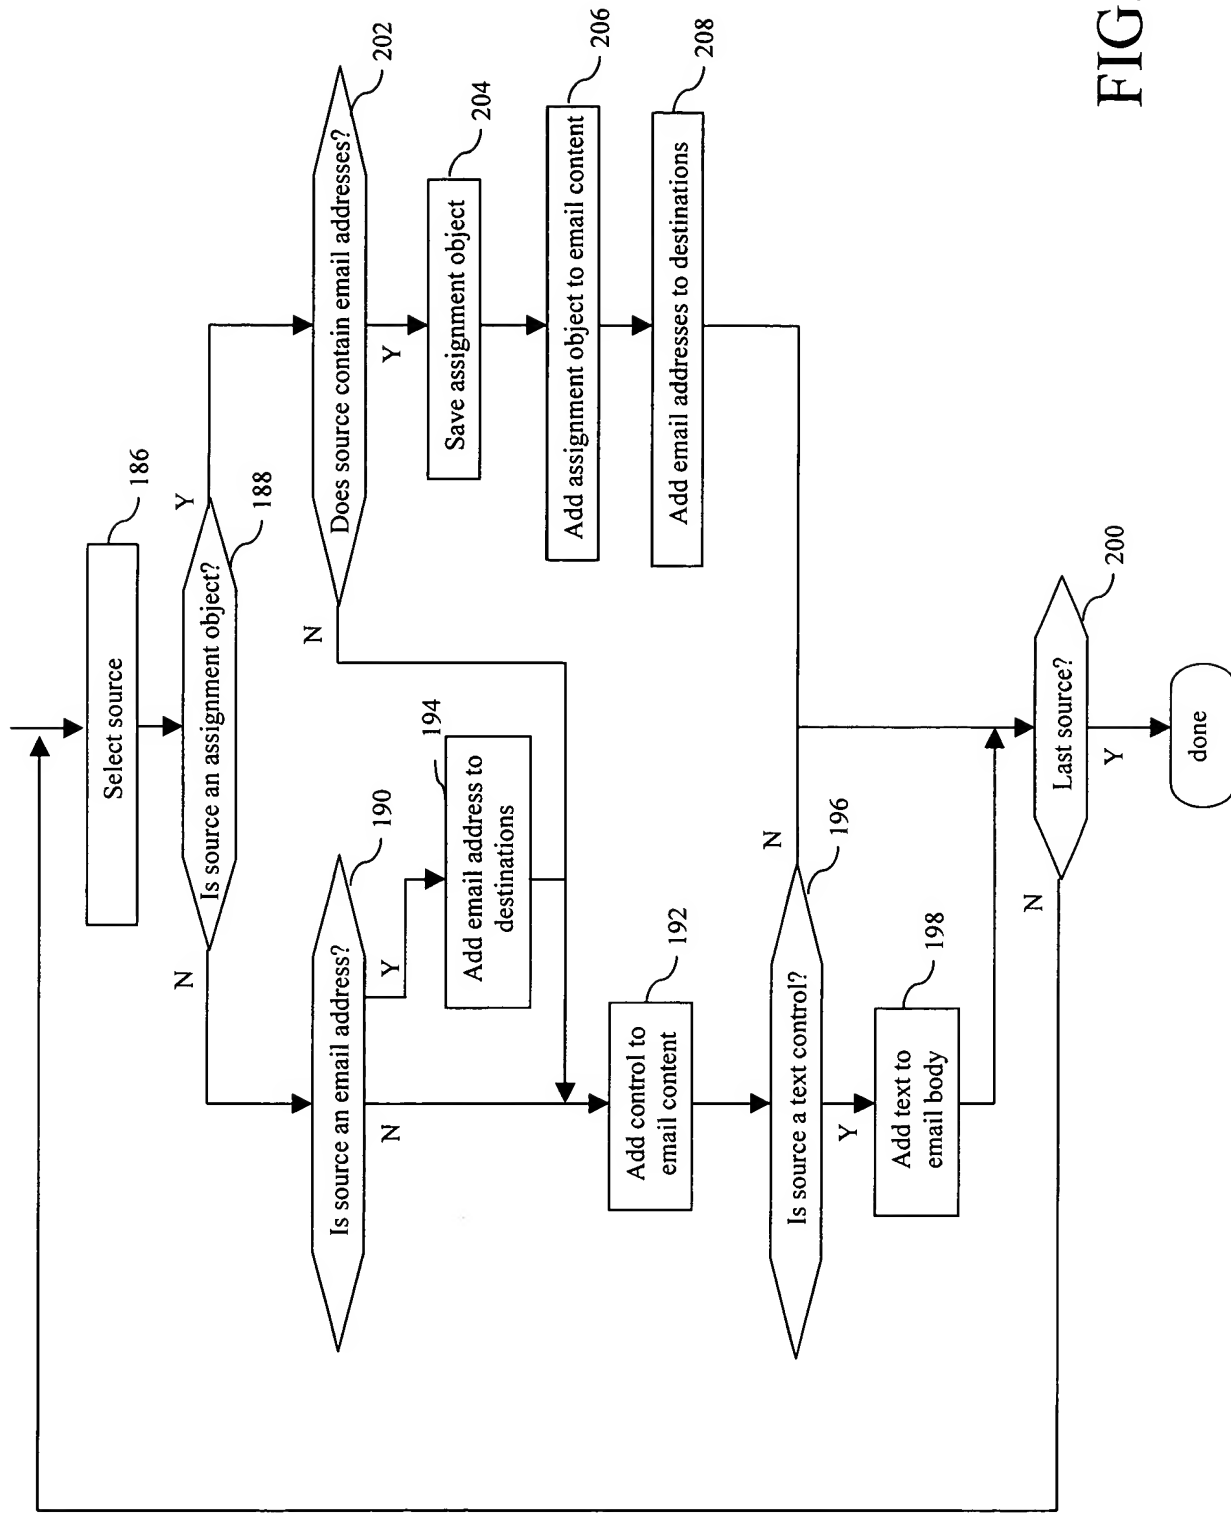 Select source
186
Is source an assignment object?
188
N
Y
Is source an email address?
190
Does source contain email addresses?
202
N
Y
N
Y
Add email address to
destinations
194
Save assignment object
204
Add assignment object to email content
206
Add control to
email content
192
Add email addresses to destinations
208
Is source a text control?
196
N
Y
Add text to
email body
198
Last source?
200
N
Y
done
FIG